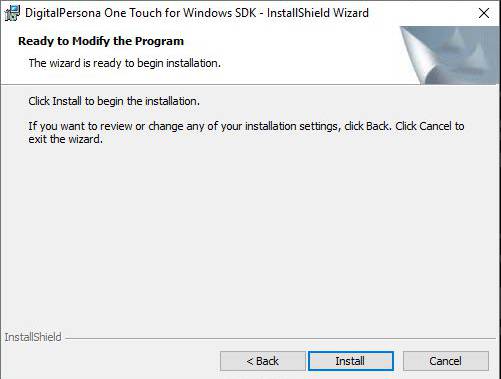 DigitalPersona One Touch for Windows SDK - InstallShield Wizard
Ready to Modify the Program
The wizard is ready to begin installation.
Click Install to begin the installation.
If you want to review or change any of your installation settings, click Back. Click Cancel to
exit the wizard.
InstallShield
< Back
Install
Cancel